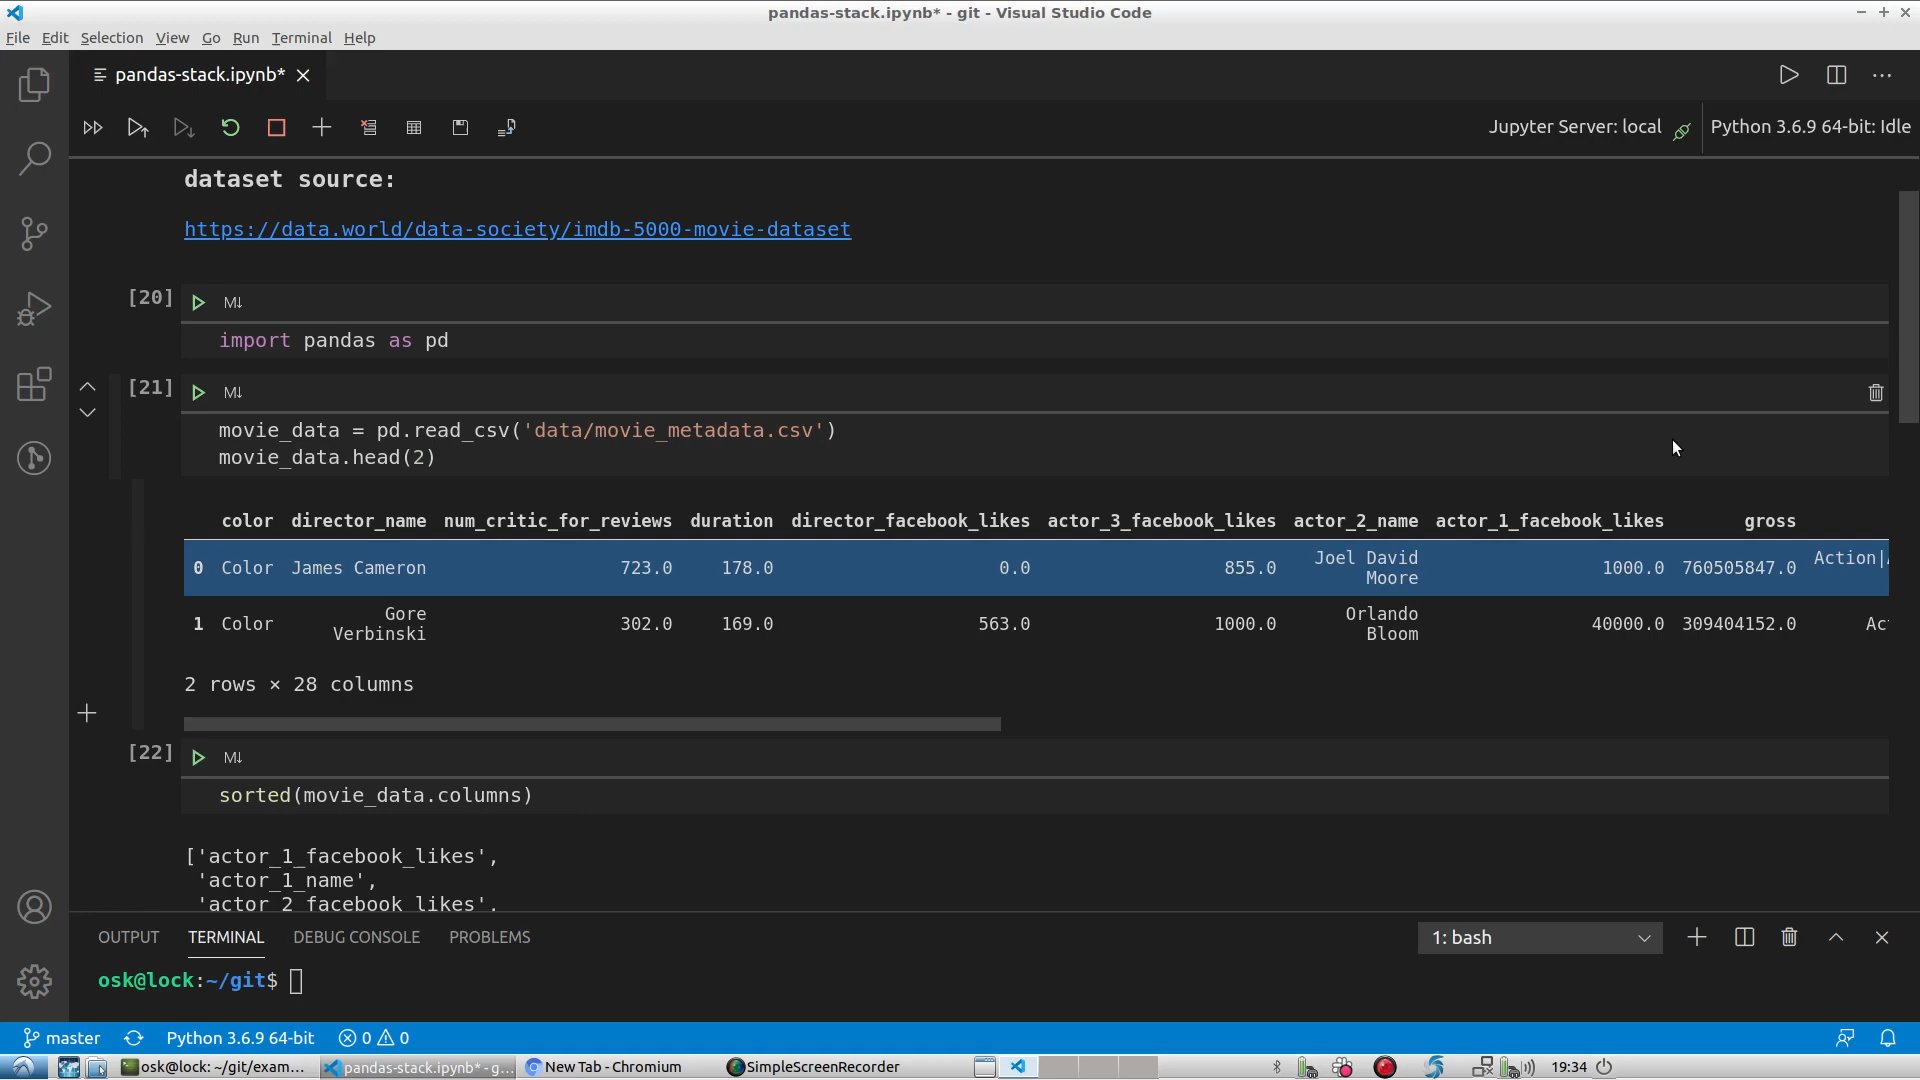 pandas-stack.ipynb* - git - Visual Studio Code
File Edit Selection View Go Run Terminal Help
pandas-stack.ipynb*
Jupyter Server: local Python 3.6.9 64-bit: Idle
dataset source:
https://data.world/data-society/imdb-5000-movie-dataset
[20] M↓
import pandas as pd
[21] M↓
movie_data = pd.read_csv('data/movie_metadata.csv')
movie_data.head(2)
color director_name num_critic_for_reviews duration director_facebook_likes actor_3_facebook_likes actor_2_name actor_1_facebook_likes gross
0 Color James Cameron 723.0 178.0 0.0 855.0 Joel David Moore 1000.0 760505847.0 Action|
1 Color Gore Verbinski 302.0 169.0 563.0 1000.0 Orlando Bloom 40000.0 309404152.0
2 rows × 28 columns
[22] M↓
sorted(movie_data.columns)
['actor_1_facebook_likes',
'actor_1_name',
'actor_2_facebook_likes',
OUTPUT TERMINAL DEBUG CONSOLE PROBLEMS 1: bash
osk@lock:~/git$
master Python 3.6.9 64-bit 0 0
osk@lock: ~/git/exam... pandas-stack.ipynb* - g... New Tab - Chromium SimpleScreenRecorder 19:34